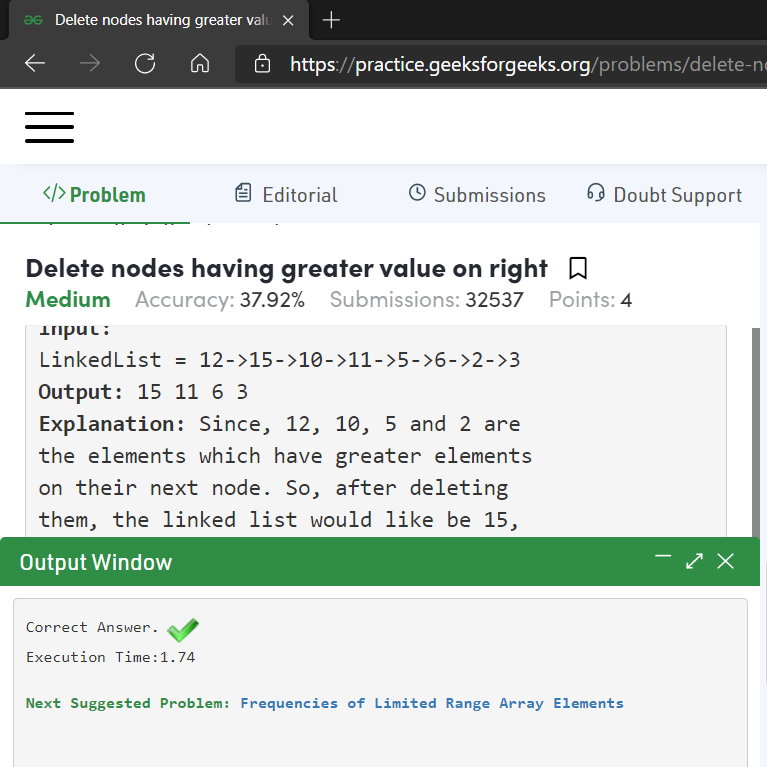 Delete nodes having greater valu
https://practice.geeksforgeeks.org/problems/delete-n
Problem
Editorial
Submissions
Doubt Support
Delete nodes having greater value on right
Medium Accuracy: 37.92% Submissions: 32537 Points: 4
Input:
LinkedList = 12->15->10->11->5->6->2->3
Output: 15 11 6 3
Explanation: Since, 12, 10, 5 and 2 are
the elements which have greater elements
on their next node. So, after deleting
them, the linked list would like be 15,
Output Window
Correct Answer.
Execution Time:1.74
Next Suggested Problem: Frequencies of Limited Range Array Elements